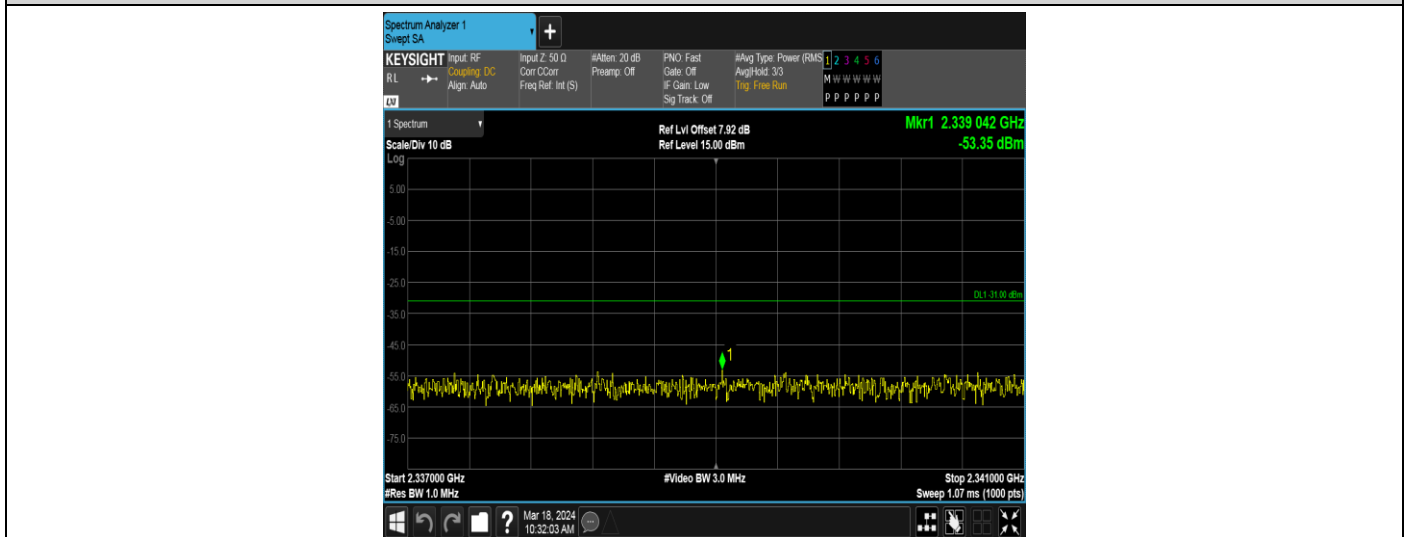 Spectrum Analyzer 1
Swept SA
+
KEYSIGHT
RL
LXI
Input: RF
Coupling: DC
Align: Auto
Input Z: 50 Ω
Corr CCorr
Freq Ref: Int (S)
#Atten: 20 dB
Preamp: Off
PNO: Fast
Gate: Off
IF Gain: Low
Sig Track: Off
#Avg Type: Power (RMS
Avg|Hold: 3/3
Trig: Free Run
1 2 3 4 5 6
M W W W W W
P P P P P P
1 Spectrum
Scale/Div 10 dB
Ref Lvl Offset 7.92 dB
Ref Level 15.00 dBm
Mkr1 2.339 042 GHz
-53.35 dBm
Log
5.00
-5.00
-15.0
-25.0
DL1 -31.00 dBm
-35.0
-45.0
1
-55.0
-65.0
-75.0
Start 2.337000 GHz
#Video BW 3.0 MHz
Stop 2.341000 GHz
#Res BW 1.0 MHz
Sweep 1.07 ms (1000 pts)
?
Mar 18, 2024
10:32:03 AM